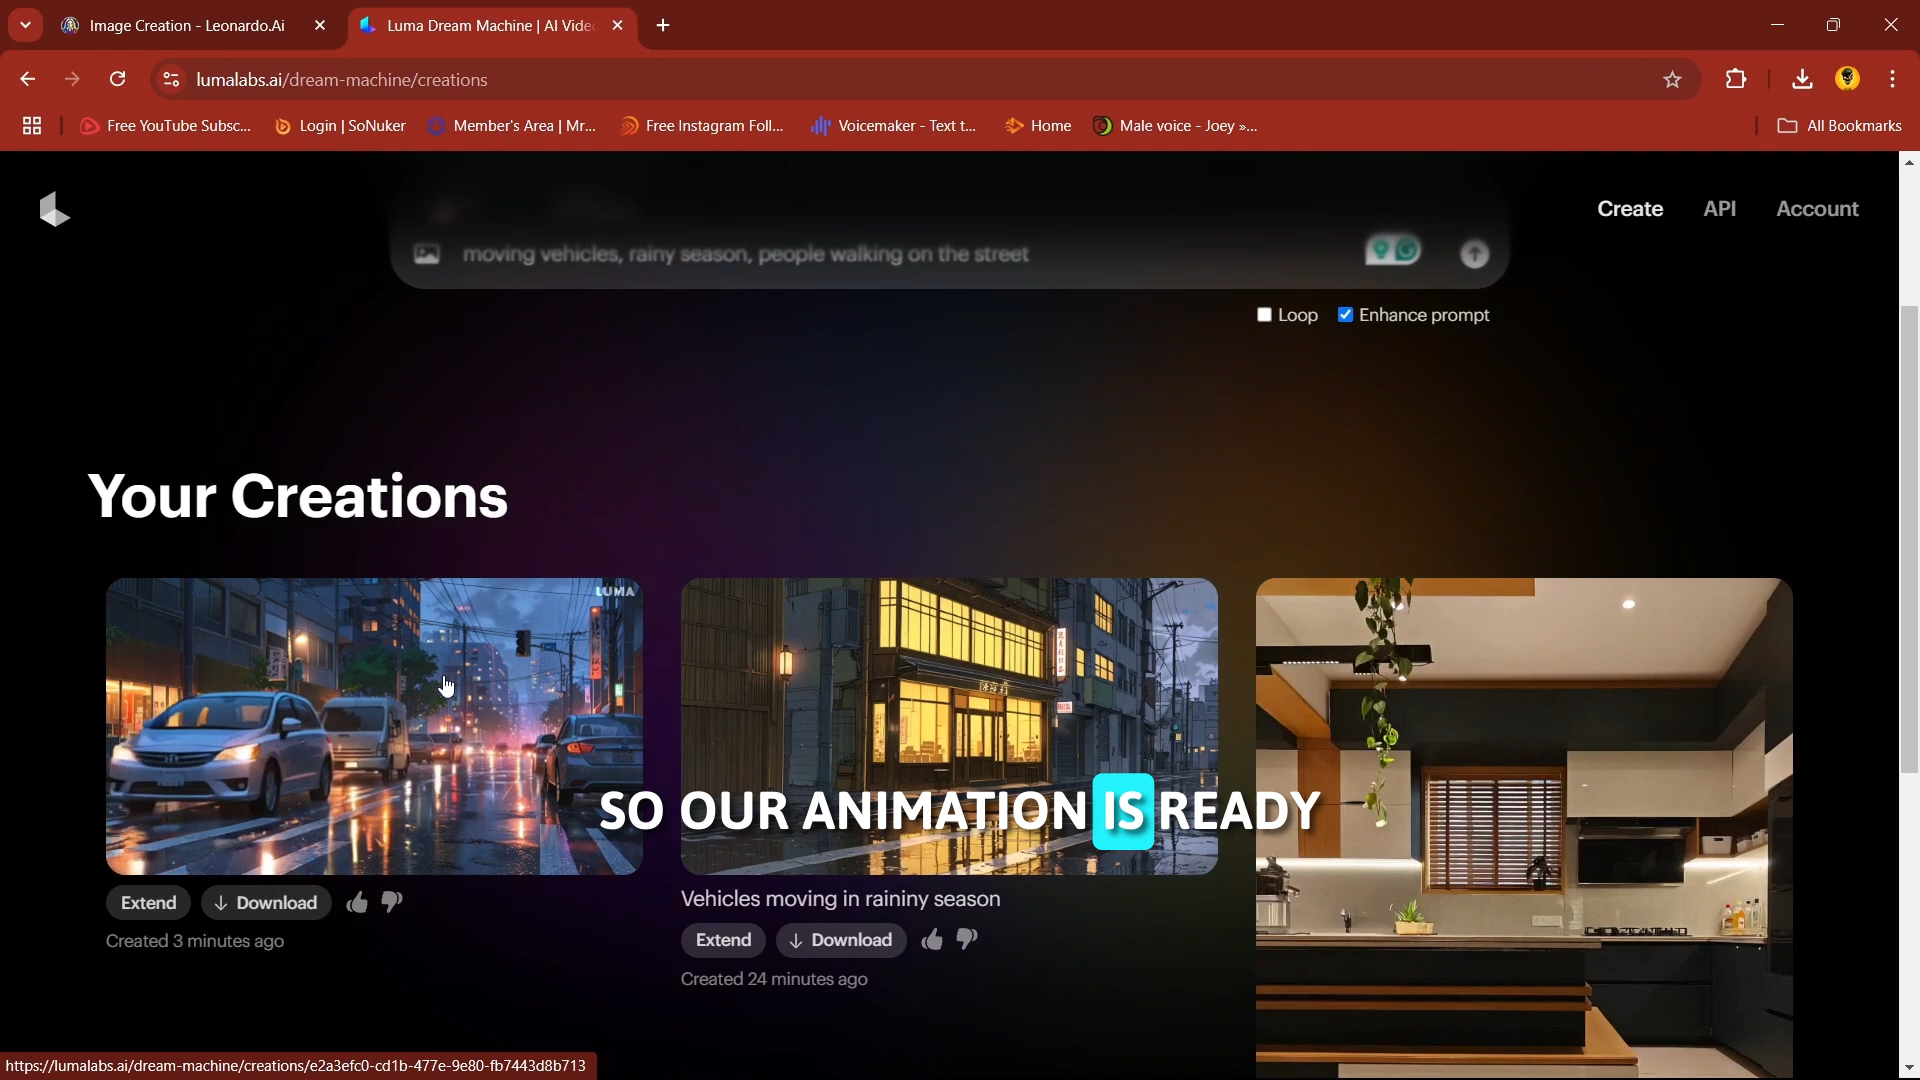 Image Creation - Leonardo.Ai
Luma Dream Machine | AI Vide
lumalabs.ai/dream-machine/creations
Free YouTube Subsc...
Login | SoNuker
Member's Area | Mr...
Free Instagram Foll...
Voicemaker - Text t...
Home
Male voice - Joey »...
All Bookmarks
Create
API
Account
moving vehicles, rainy season, people walking on the street
Loop
Enhance prompt
Your Creations
LUMA
SO OUR ANIMATION IS READY
Extend
Download
Created 3 minutes ago
Vehicles moving in raininy season
Extend
Download
Created 24 minutes ago
https://lumalabs.ai/dream-machine/creations/e2a3efc0-cd1b-477e-9e80-fb7443d8b713